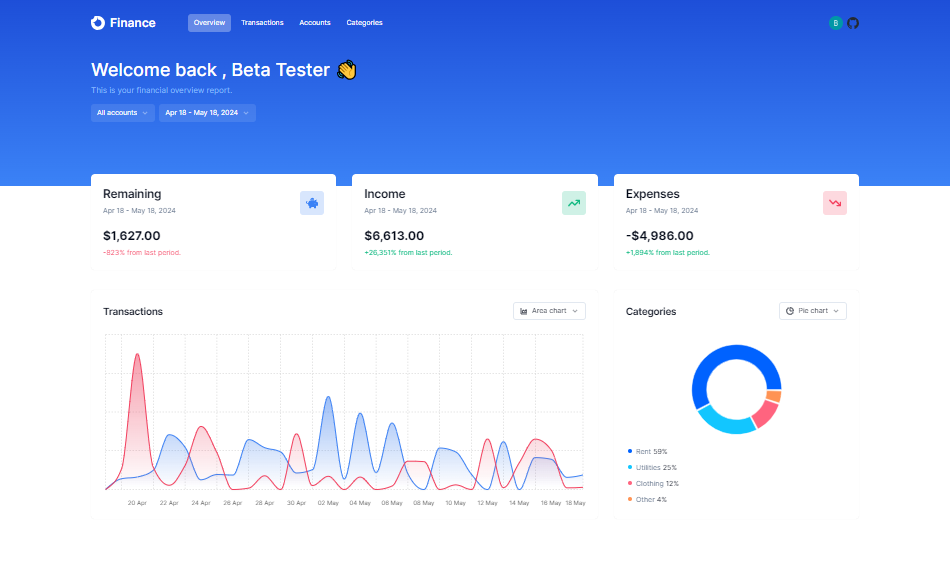 Finance
Overview Transactions Accounts Categories
B
Welcome back , Beta Tester 👋
This is your financial overview report.
All accounts
Apr 18 - May 18, 2024
Remaining
Apr 18 - May 18, 2024
$1,627.00
-823% from last period.
Income
Apr 18 - May 18, 2024
$6,613.00
+26,351% from last period.
Expenses
Apr 18 - May 18, 2024
-$4,986.00
+1,894% from last period.
Transactions
Area chart
20 Apr 22 Apr 24 Apr 26 Apr 28 Apr 30 Apr 02 May 04 May 06 May 08 May 10 May 12 May 14 May 16 May 18 May
Categories
Pie chart
Rent 59%
Utilities 25%
Clothing 12%
Other 4%